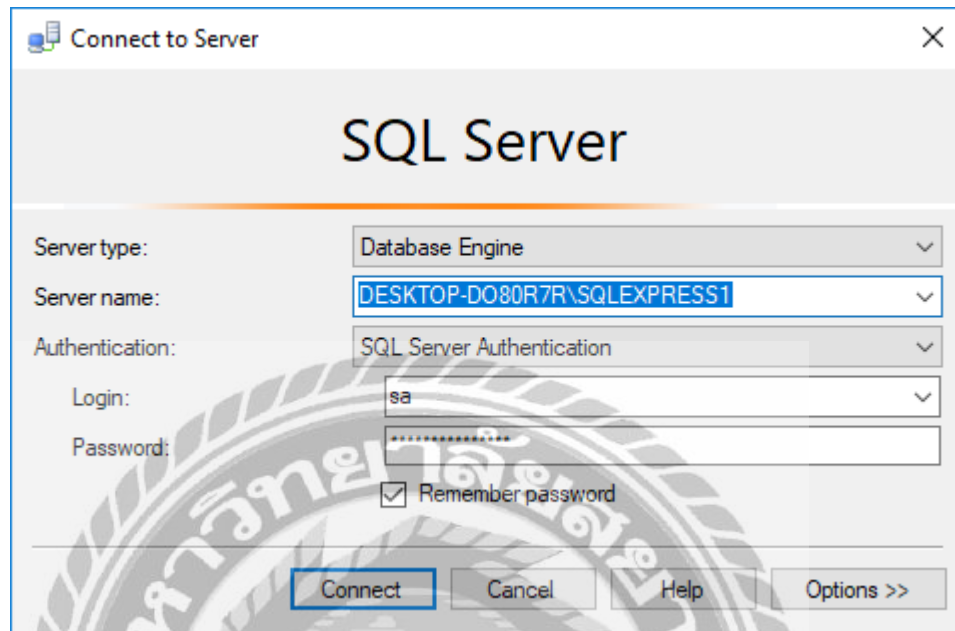 Connect to Server
SQL Server
Server type: Database Engine
Server name: DESKTOP-DO80R7R\SQLEXPRESS1
Authentication: SQL Server Authentication
Login: sa
Password: ***************
Remember password
Connect Cancel Help Options >>